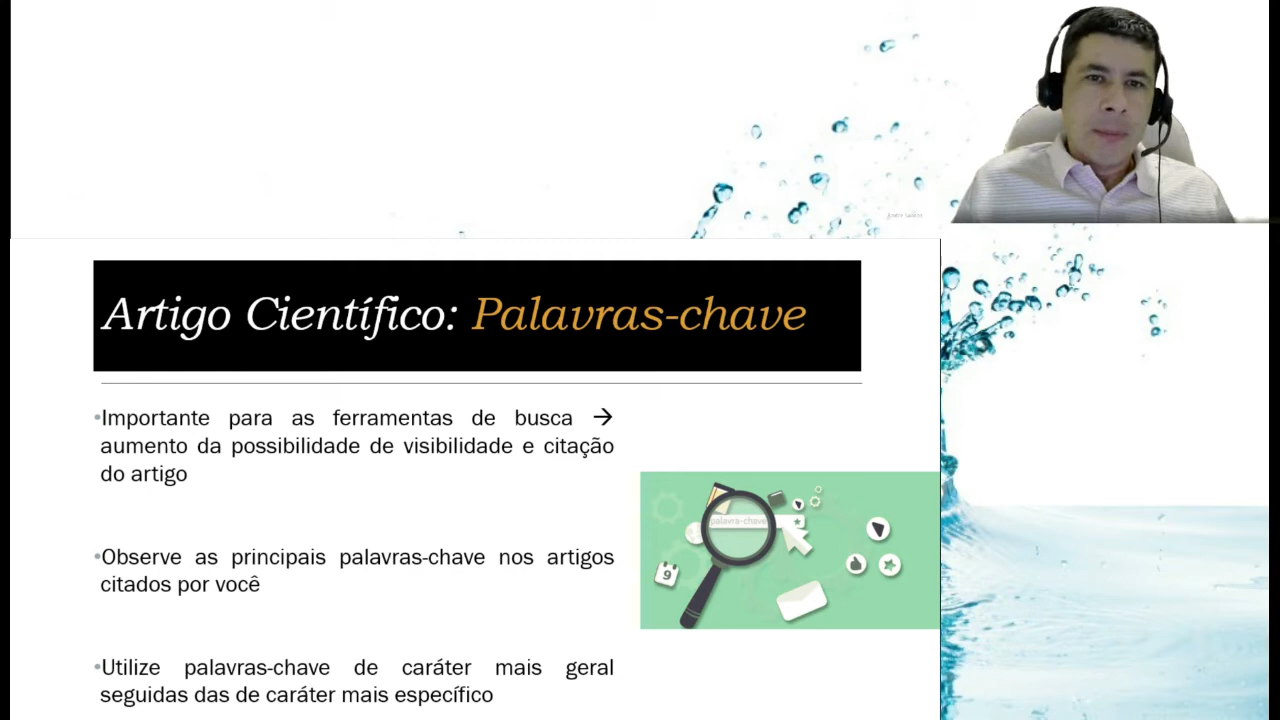 Artigo Científico: Palavras-chave
•Importante para as ferramentas de busca →
aumento da possibilidade de visibilidade e citação
do artigo
palavra-chave
9
•Observe as principais palavras-chave nos artigos
citados por você
•Utilize palavras-chave de caráter mais geral
seguidas das de caráter mais específico